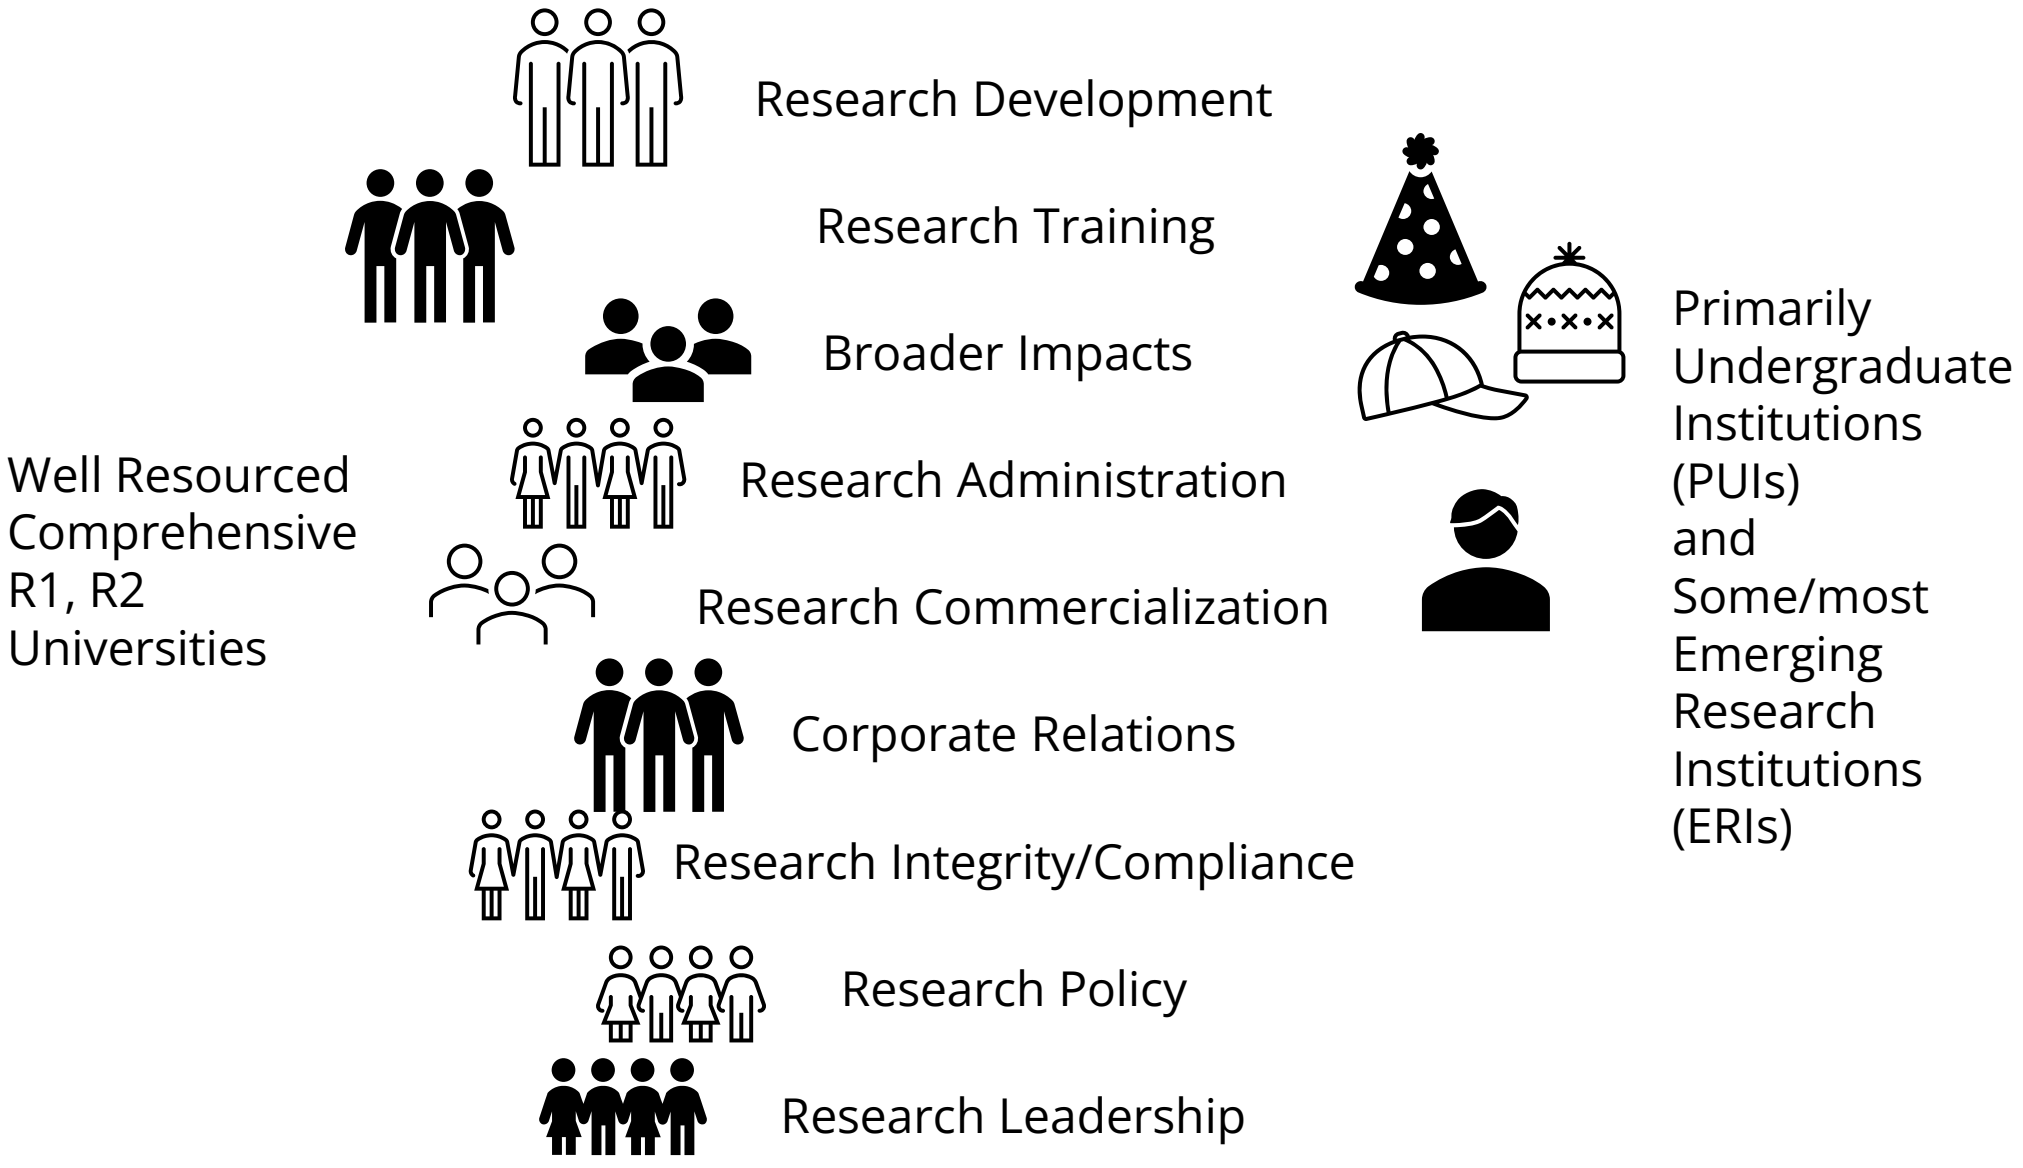 Research Development
Research Training
Broader Impacts
Research Administration
Research Commercialization
Corporate Relations
Research Integrity/Compliance
Research Policy
Research Leadership
Well Resourced
Comprehensive
R1, R2
Universities
Primarily
Undergraduate
Institutions
(PUIs)
and
Some/most
Emerging
Research
Institutions
(ERIs)